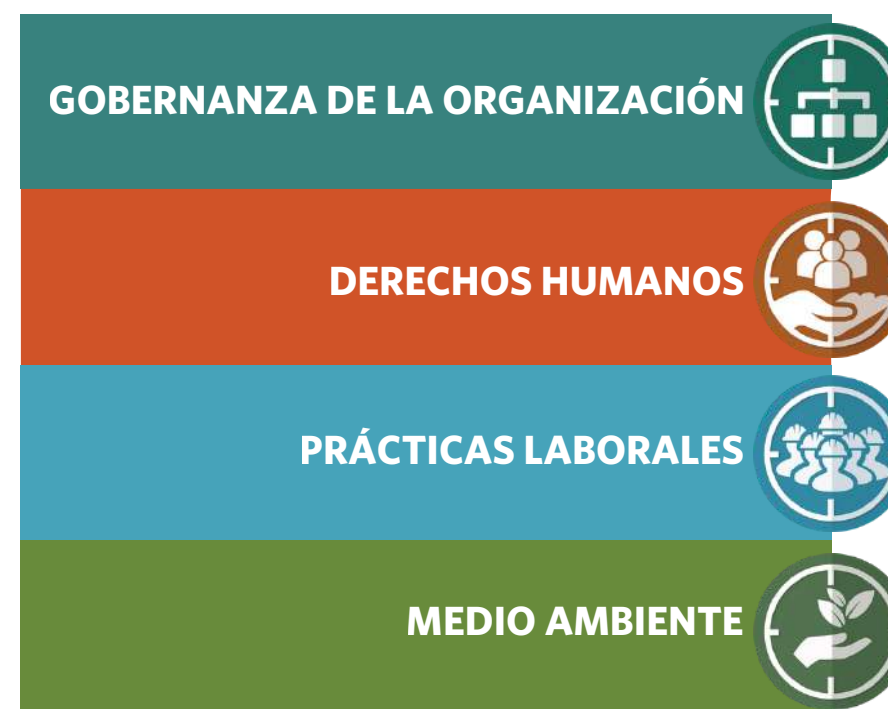 GOBERNANZA DE LA ORGANIZACIÓN
DERECHOS HUMANOS
PRÁCTICAS LABORALES
MEDIO AMBIENTE